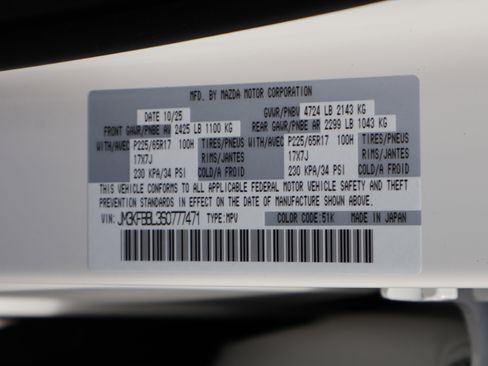 MFD. BY MAZDA MOTOR CORPORATION
DATE 10/25 GVWR/PNBV 4724 LB 2143 KG
FRONT GAWR/PNBE AV 2425 LB 1100 KG REAR GAWR/PNBE AR 2299 LB 1043 KG
WITH/AVEC P225/65R17 100H TIRES/PNEUS WITH/AVEC P225/65R17 100H TIRES/PNEUS
17X7J RIMS/JANTES 17X7J RIMS/JANTES
230 KPA/34 PSI COLD/A FROID 230 KPA/34 PSI COLD/A FROID
THIS VEHICLE CONFORMS TO ALL APPLICABLE FEDERAL MOTOR VEHICLE SAFETY AND THEFT
PREVENTION STANDARDS IN EFFECT ON THE DATE OF MANUFACTURE SHOWN ABOVE.
VIN: JM3KFBBL3S0777471 TYPE:MPV COLOR CODE:51K MADE IN JAPAN